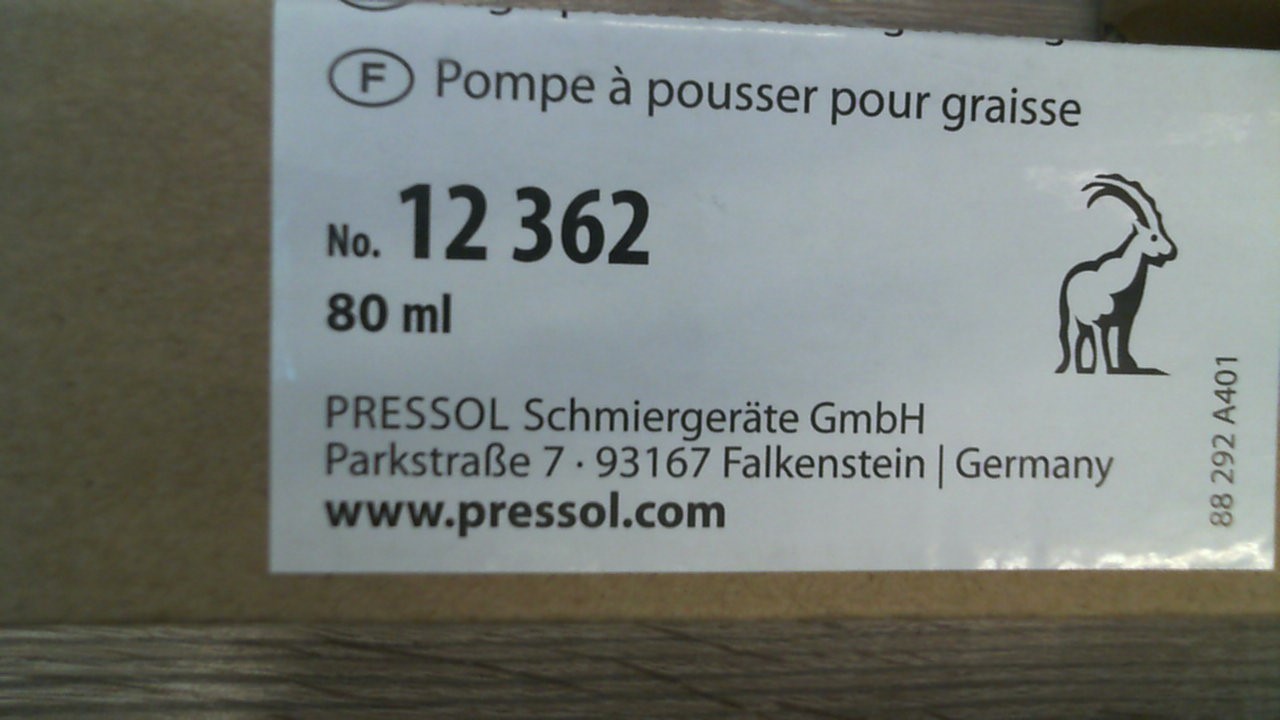 F Pompe à pousser pour graisse
No. 12 362
80 ml
PRESSOL Schmiergeräte GmbH
Parkstraße 7 · 93167 Falkenstein | Germany
www.pressol.com
88 292 A401